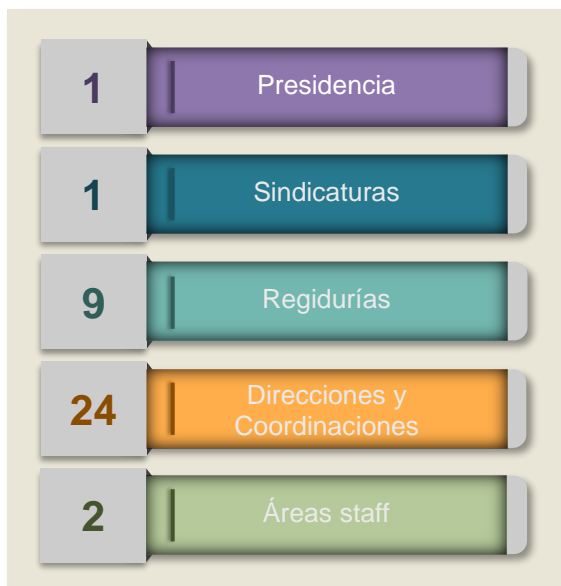 1
Presidencia
1
Sindicaturas
9
Regidurías
24
Direcciones y
Coordinaciones
2
Áreas staff